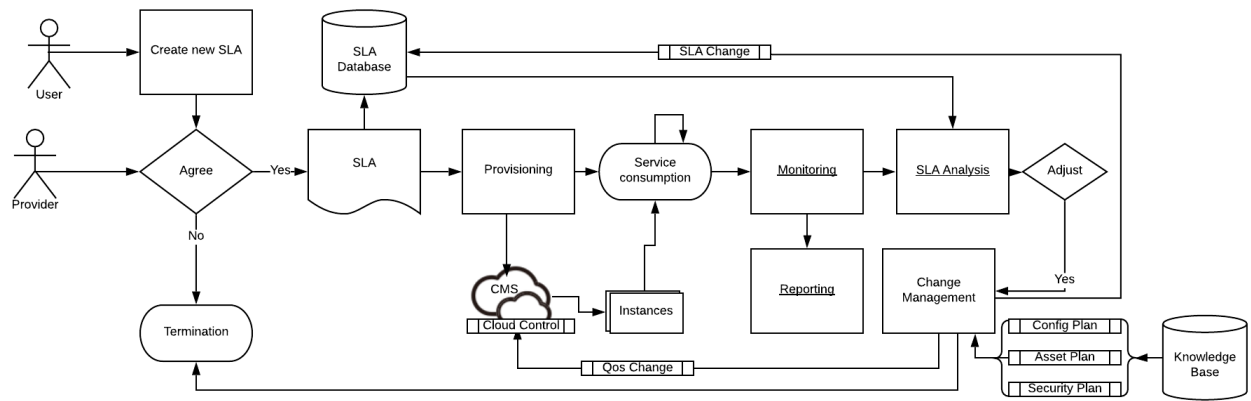 User
Create new SLA
SLA
Database
SLA Change
Provider
Agree
Yes
SLA
Provisioning
Service
consumption
Monitoring
SLA Analysis
Adjust
No
Yes
Termination
CMS
Cloud Control
Instances
Reporting
Change
Management
Config Plan
Asset Plan
Security Plan
Knowledge
Base
Qos Change